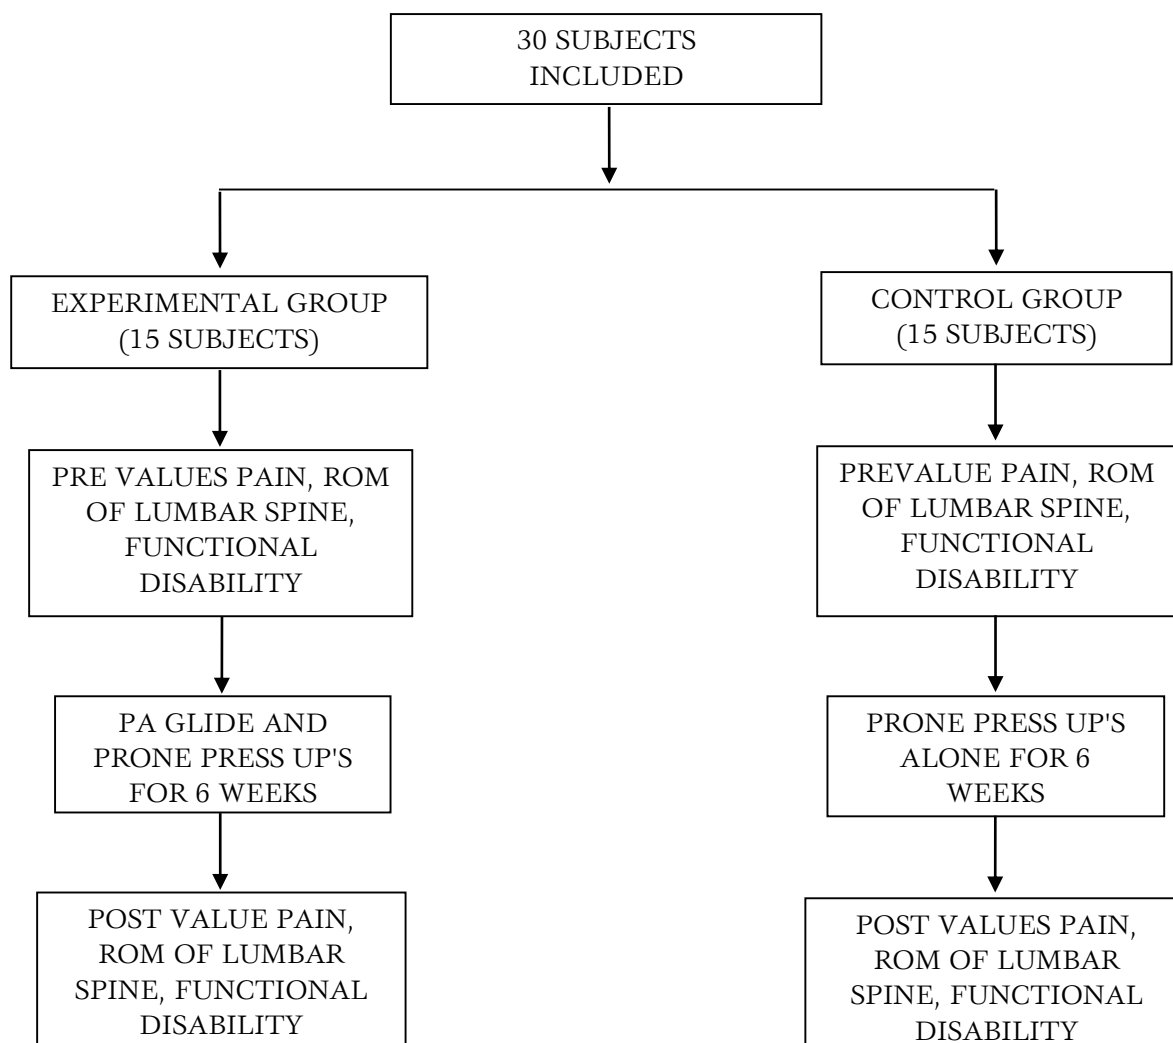 30 SUBJECTS
INCLUDED
EXPERIMENTAL GROUP
(15 SUBJECTS)
CONTROL GROUP
(15 SUBJECTS)
PRE VALUES PAIN, ROM
OF LUMBAR SPINE,
FUNCTIONAL
DISABILITY
PREVALUE PAIN, ROM
OF LUMBAR SPINE,
FUNCTIONAL
DISABILITY
PA GLIDE AND
PRONE PRESS UP'S
FOR 6 WEEKS
PRONE PRESS UP'S
ALONE FOR 6
WEEKS
POST VALUE PAIN,
ROM OF LUMBAR
SPINE, FUNCTIONAL
DISABILITY
POST VALUES PAIN,
ROM OF LUMBAR
SPINE, FUNCTIONAL
DISABILITY